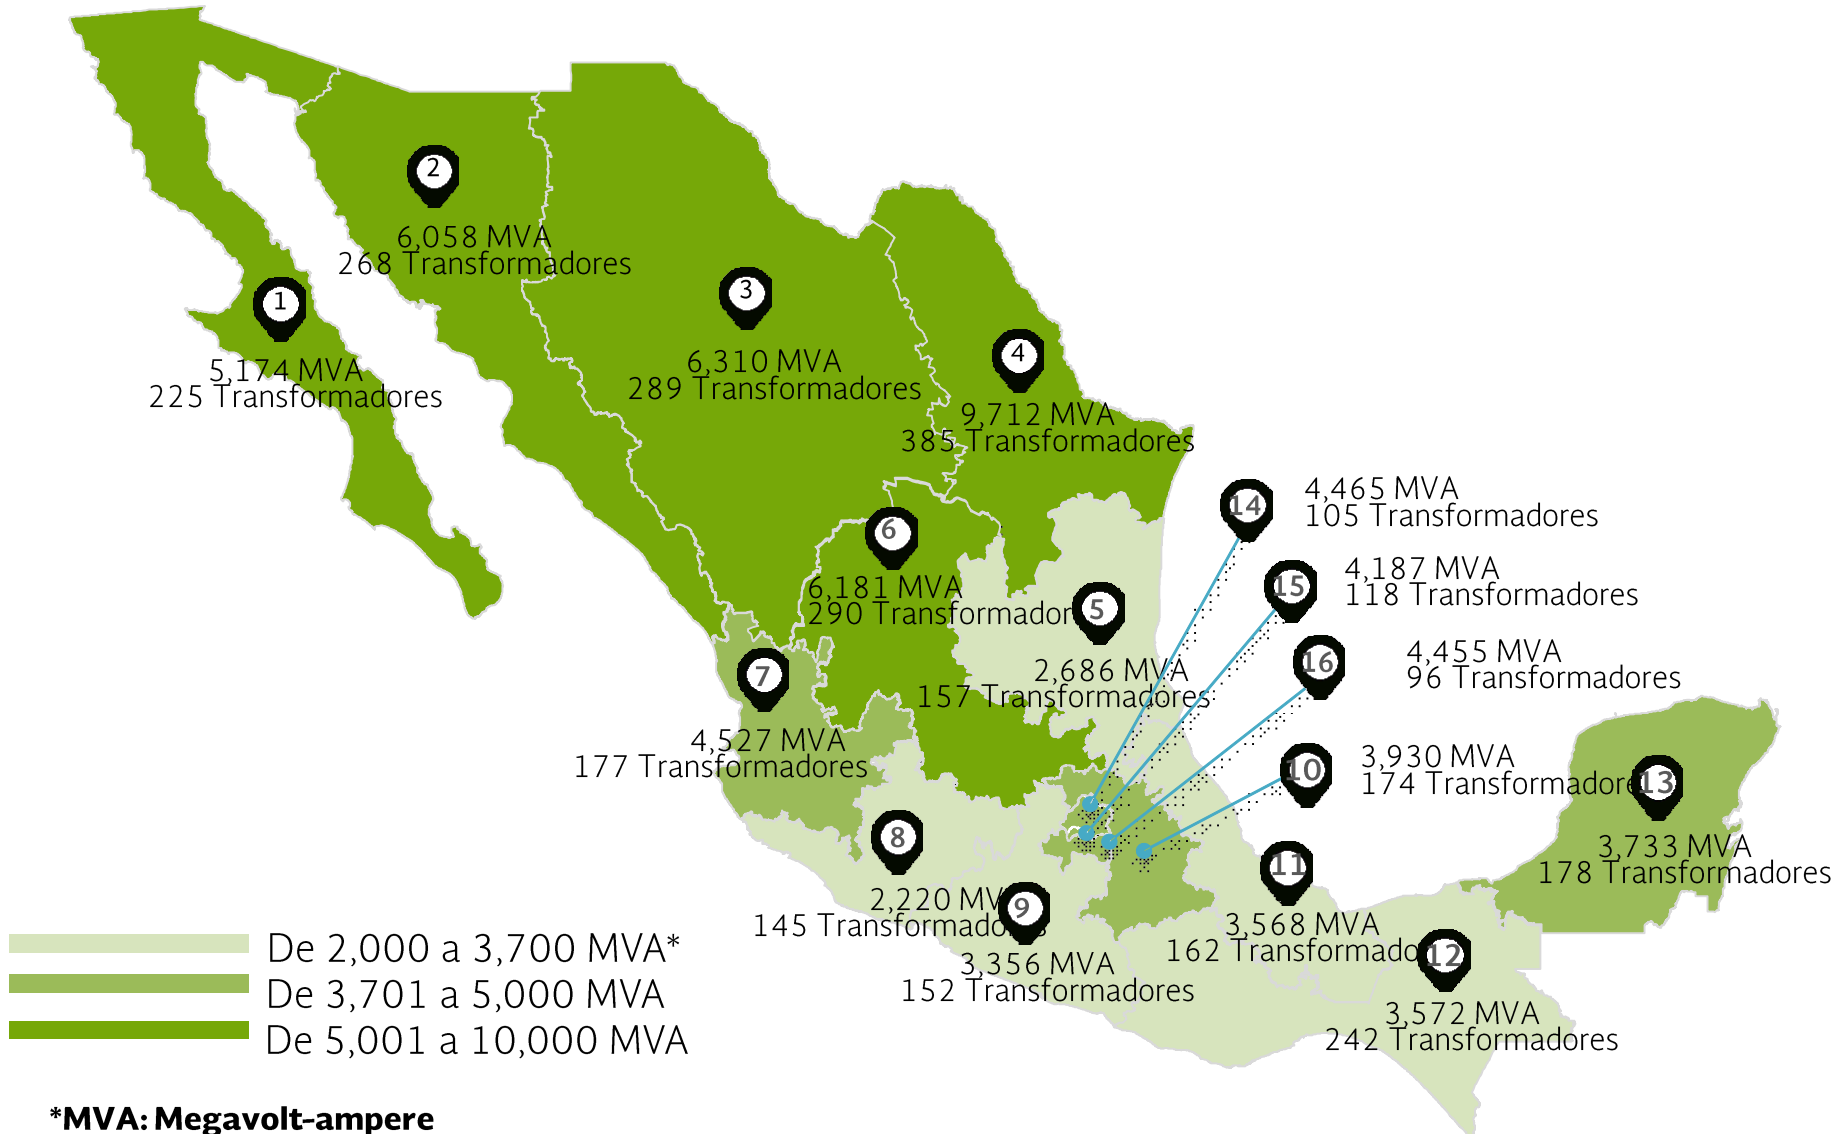 2
6,058 MVA
268 Transformadores
1
5,174 MVA
225 Transformadores
3
6,310 MVA
289 Transformadores
4
9,712 MVA
385 Transformadores
14
4,465 MVA
105 Transformadores
6
6,181 MVA
290 Transformador
15
4,187 MVA
118 Transformadores
5
2,686 MVA
157 Transformadores
16
4,455 MVA
96 Transformadores
7
4,527 MVA
177 Transformadores
10
3,930 MVA
174 Transformadore
13
3,733 MVA
178 Transformadores
8
2,220 MV
145 Transformadores
9
3,356 MVA
152 Transformadores
11
3,568 MVA
162 Transformado
12
3,572 MVA
242 Transformadores
De 2,000 a 3,700 MVA*
De 3,701 a 5,000 MVA
De 5,001 a 10,000 MVA
*MVA: Megavolt-ampere